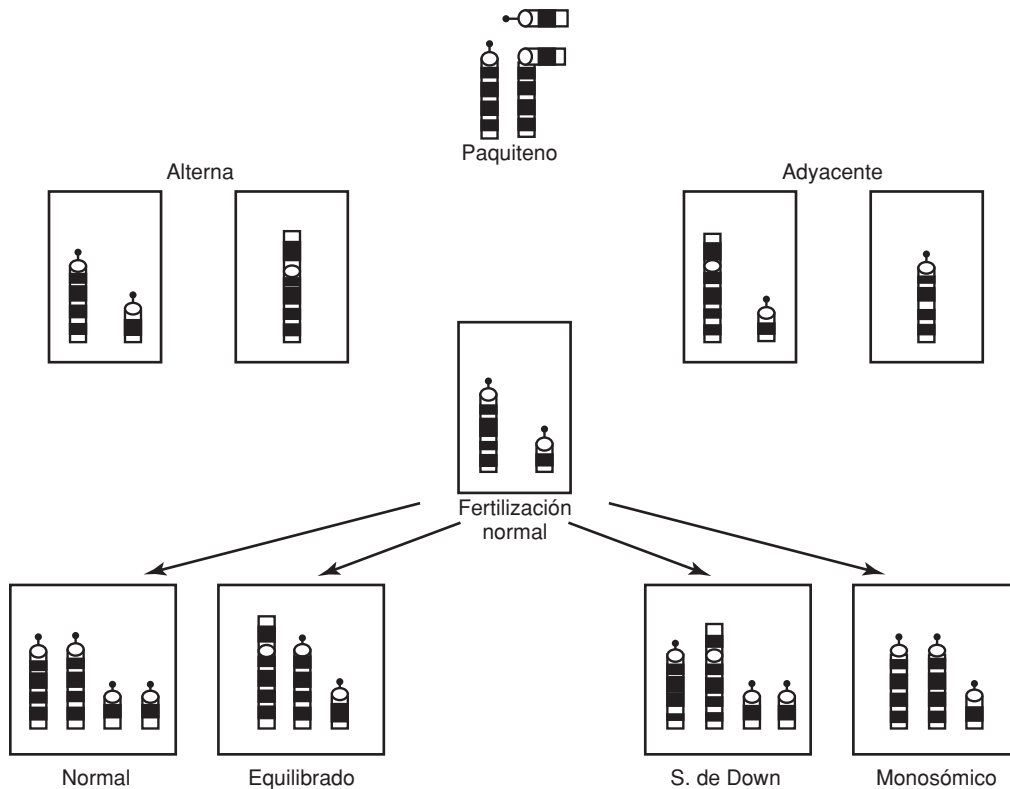 Paquiteno
Alterna
Adyacente
Fertilización
normal
Normal
Equilibrado
S. de Down
Monosómico